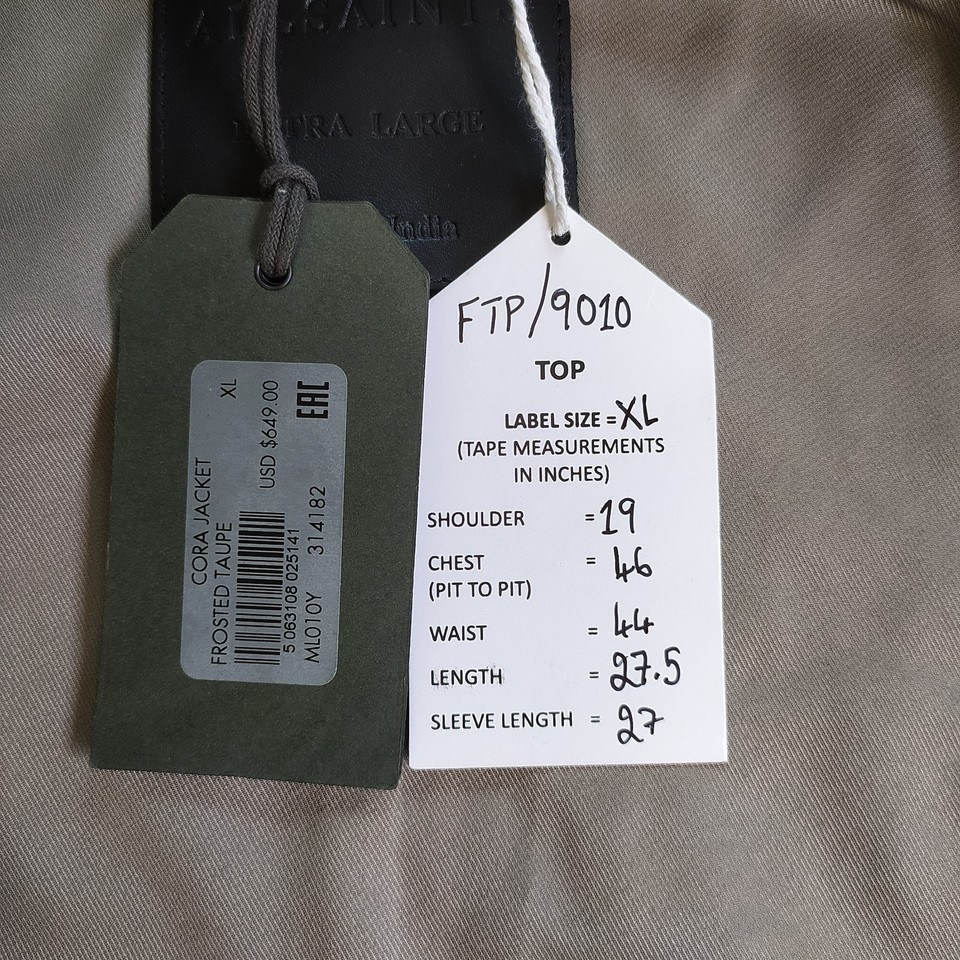 ALLSAINTS
EXTRA LARGE
India
CORA JACKET
FROSTED TAUPE XL
USD $649.00
5 063108 025141
ML010Y 314182 EAC
FTP/9010
TOP
LABEL SIZE = XL
(TAPE MEASUREMENTS
IN INCHES)
SHOULDER = 19
CHEST = 46
(PIT TO PIT)
WAIST = 44
LENGTH = 27.5
SLEEVE LENGTH = 27